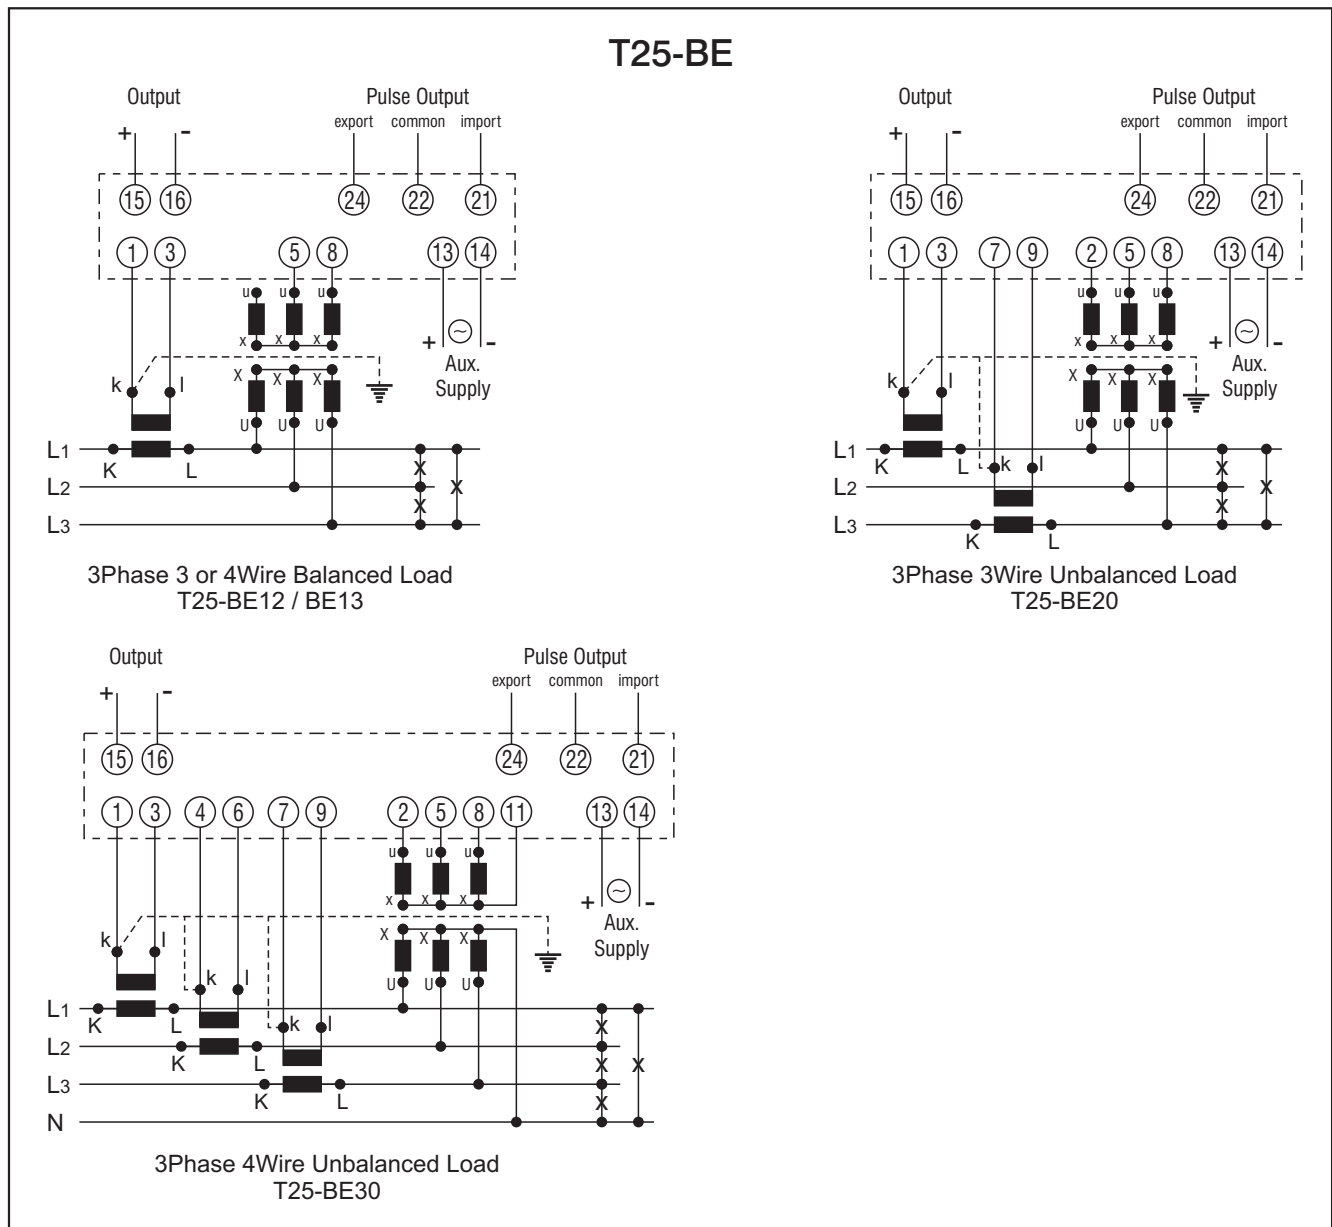 T25-BE
Output
Pulse Output
export common import
+ -
15 16 24 22 21
1 3 5 8 13 14
u u u
x x x
+ ~ -
Aux.
Supply
k l
X X X
U U U
L1
K L
L2
X
X
X
L3
3Phase 3 or 4Wire Balanced Load
T25-BE12 / BE13
Output
Pulse Output
export common import
+ -
15 16 24 22 21
1 3 7 9 2 5 8 13 14
u u u
x x x
+ ~ -
Aux.
Supply
k l
X X X
U U U
L1
K L
k l
L2
X
X
X
L3
K L
3Phase 3Wire Unbalanced Load
T25-BE20
Output
Pulse Output
export common import
+ -
15 16 24 22 21
1 3 4 6 7 9 2 5 8 11 13 14
u u u
x x x
+ ~ -
Aux.
Supply
k l
X X X
k l
U U U
L1
K L
k l
X
L2
K L
X X
L3
K L
X
N
3Phase 4Wire Unbalanced Load
T25-BE30